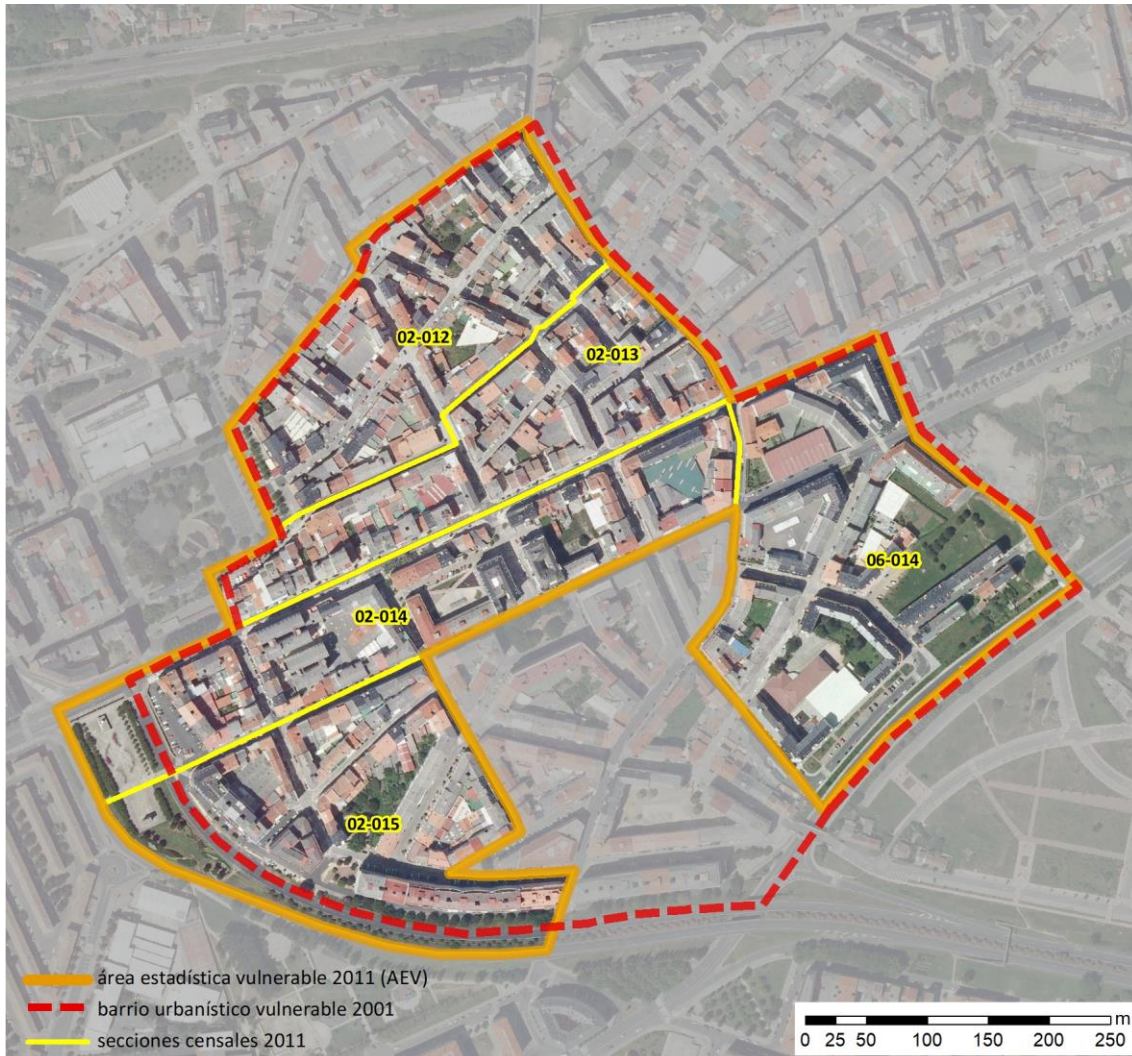 02-012
02-013
06-014
02-014
02-015
área estadística vulnerable 2011 (AEV)
barrio urbanístico vulnerable 2001
secciones censales 2011
m
0 25 50 100 150 200 250